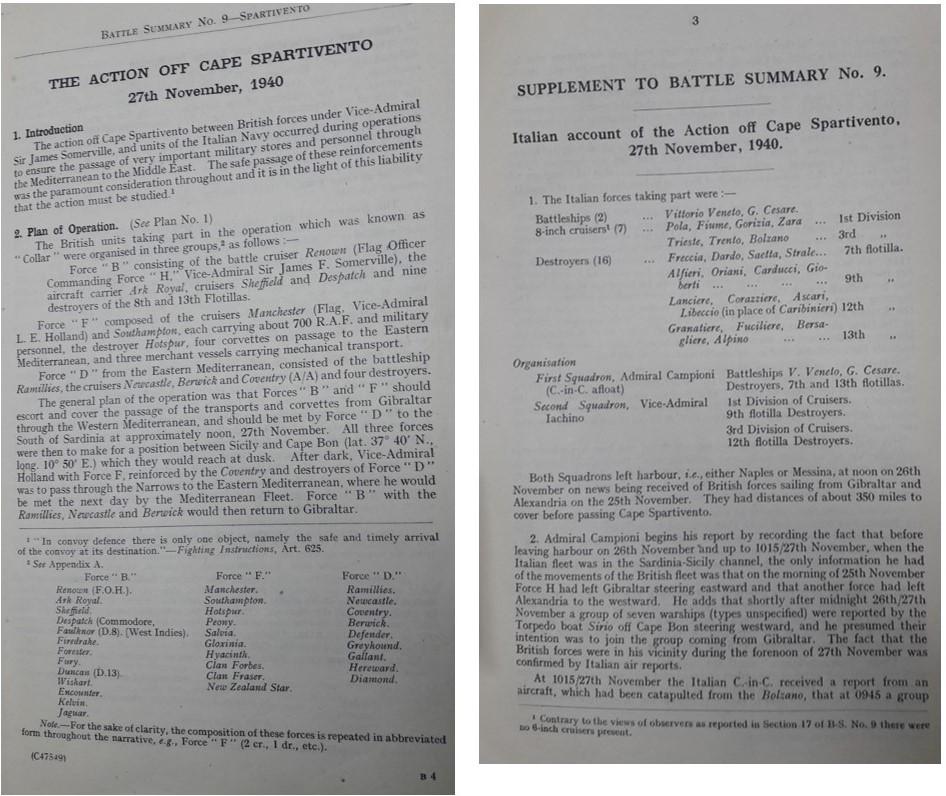 BATTLE SUMMARY NO. 9—SPARTIVENTO
THE ACTION OFF CAPE SPARTIVENTO
27th November, 1940
1. Introduction
The action off Cape Spartivento between British forces under Vice-Admiral
Sir James Somerville, and units of the Italian Navy occurred during operations
to ensure the passage of very important military stores and personnel through
the Mediterranean to the Middle East. The safe passage of these reinforcements
was the paramount consideration throughout and it is in the light of this liability
that the action must be studied.¹
2. Plan of Operation. (See Plan No. 1)
The British units taking part in the operation which was known as
" Collar " were organised in three groups,² as follows :—
Force " B " consisting of the battle cruiser Renown (Flag Officer
Commanding Force " H," Vice-Admiral Sir James F. Somerville), the
aircraft carrier Ark Royal, cruisers Sheffield and Despatch and nine
destroyers of the 8th and 13th Flotillas.
Force " F " composed of the cruisers Manchester (Flag, Vice-Admiral
L. E. Holland) and Southampton, each carrying about 700 R.A.F. and military
personnel, the destroyer Hotspur, four corvettes on passage to the Eastern
Mediterranean, and three merchant vessels carrying mechanical transport.
Force " D " from the Eastern Mediterranean, consisted of the battleship
Ramillies, the cruisers Newcastle, Berwick and Coventry (A/A) and four destroyers.
The general plan of the operation was that Forces " B " and " F " should
escort and cover the passage of the transports and corvettes from Gibraltar
through the Western Mediterranean, and should be met by Force " D " to the
South of Sardinia at approximately noon, 27th November. All three forces
were then to make for a position between Sicily and Cape Bon (lat. 37° 40′ N.,
long. 10° 50′ E.) which they would reach at dusk. After dark, Vice-Admiral
Holland with Force F, reinforced by the Coventry and destroyers of Force " D "
was to pass through the Narrows to the Eastern Mediterranean, where he would
be met the next day by the Mediterranean Fleet. Force " B " with the
Ramillies, Newcastle and Berwick would then return to Gibraltar.
¹ " In convoy defence there is only one object, namely the safe and timely arrival
of the convoy at its destination."—Fighting Instructions, Art. 625.
² See Appendix A.
Force " B." Force " F." Force " D."
Renown (F.O.H.). Manchester. Ramillies.
Ark Royal. Southampton. Newcastle.
Sheffield. Hotspur. Coventry.
Despatch (Commodore, Peony. Berwick.
Faulknor (D.8). [West Indies). Salvia. Defender.
Firedrake. Gloxinia. Greyhound.
Forester. Hyacinth. Gallant.
Fury. Clan Forbes. Hereward.
Duncan (D.13). Clan Fraser. Diamond.
Wishart. New Zealand Star.
Encounter.
Kelvin.
Jaguar.
Note.—For the sake of clarity, the composition of these forces is repeated in abbreviated
form throughout the narrative, e.g., Force " F " (2 cr., 1 dr., etc.).
(C47549)
B 4
3
SUPPLEMENT TO BATTLE SUMMARY No. 9.
Italian account of the Action off Cape Spartivento,
27th November, 1940.
1. The Italian forces taking part were :—
Battleships (2) ... Vittorio Veneto, G. Cesare.
8-inch cruisers¹ (7) ... Pola, Fiume, Gorizia, Zara ... 1st Division
Trieste, Trento, Bolzano ... 3rd „
Destroyers (16) ... Freccia, Dardo, Saetta, Strale... 7th flotilla.
Alfieri, Oriani, Carducci, Gio-
berti ... ... ... ... 9th „
Lanciere, Corazziere, Ascari,
Libeccio (in place of Caribinieri) 12th „
Granatiere, Fuciliere, Bersa-
gliere, Alpino ... ... 13th „
Organisation
First Squadron, Admiral Campioni Battleships V. Veneto, G. Cesare.
(C.-in-C. afloat) Destroyers, 7th and 13th flotillas.
Second Squadron, Vice-Admiral 1st Division of Cruisers.
Iachino 9th flotilla Destroyers.
3rd Division of Cruisers.
12th flotilla Destroyers.
Both Squadrons left harbour, i.e., either Naples or Messina, at noon on 26th
November on news being received of British forces sailing from Gibraltar and
Alexandria on the 25th November. They had distances of about 350 miles to
cover before passing Cape Spartivento.
2. Admiral Campioni begins his report by recording the fact that before
leaving harbour on 26th November and up to 1015/27th November, when the
Italian fleet was in the Sardinia-Sicily channel, the only information he had
of the movements of the British fleet was that on the morning of 25th November
Force H had left Gibraltar steering eastward and that another force had left
Alexandria to the westward. He adds that shortly after midnight 26th/27th
November a group of seven warships (types unspecified) were reported by the
Torpedo boat Sirio off Cape Bon steering westward, and he presumed their
intention was to join the group coming from Gibraltar. The fact that the
British forces were in his vicinity during the forenoon of 27th November was
confirmed by Italian air reports.
At 1015/27th November the Italian C.-in-C. received a report from an
aircraft, which had been catapulted from the Bolzano, that at 0945 a group
¹ Contrary to the views of observers as reported in Section 17 of B.S. No. 9 there were
no 6-inch cruisers present.